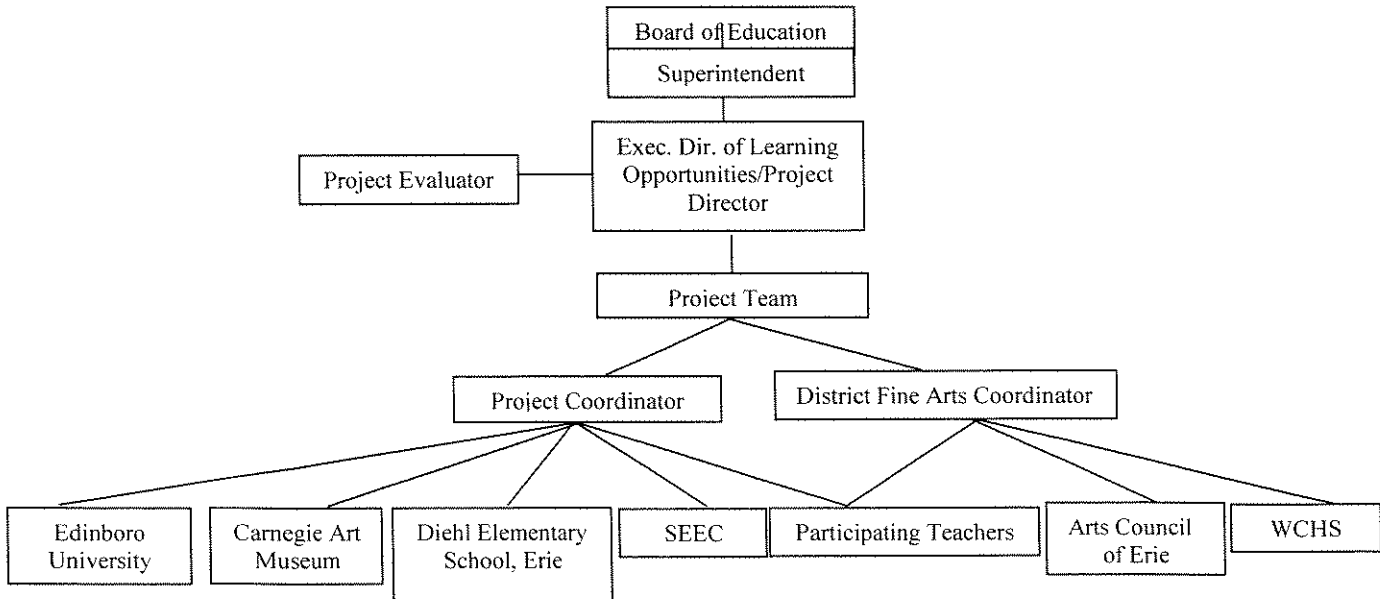 Board of Education
Superintendent
Exec. Dir. of Learning
Opportunities/Project
Director
Project Evaluator
Project Team
Project Coordinator
District Fine Arts Coordinator
Edinboro
University
Carnegie Art
Museum
Diehl Elementary
School, Erie
SEEC
Participating Teachers
Arts Council
of Erie
WCHS